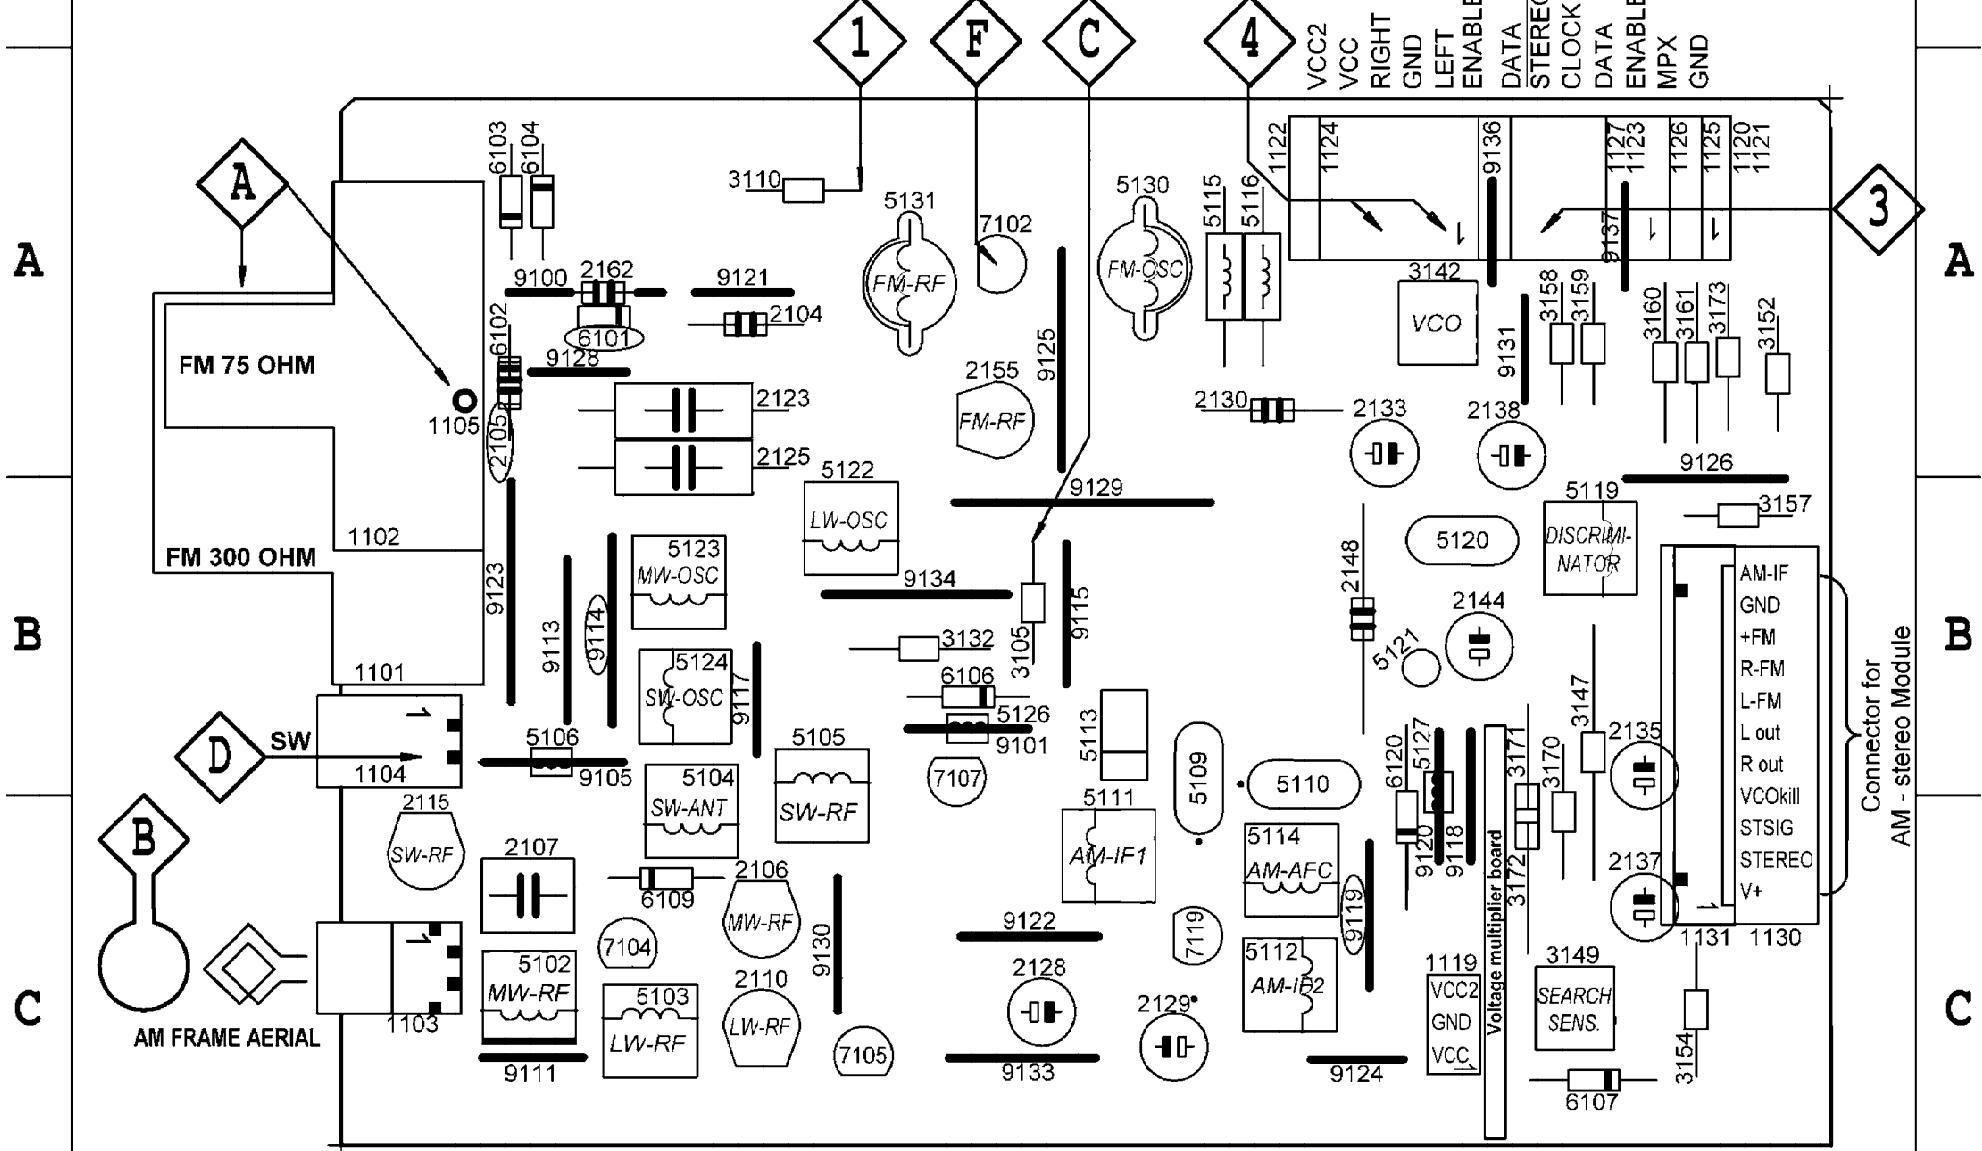 1
F
C
4
VCC2
VCC
RIGHT
GND
LEFT
ENABLE
DATA
STEREO
CLOCK
DATA
ENABLE
MPX
GND
A
6103
6104
3110
5131
FM-RF
7102
5130
FM-OSC
5115
5116
1122
1124
9136
1127
1123
1126
1125
1120
1121
3
A
9137
A
9100
2162
9121
6101
2104
6102
9128
9125
3142
VCO
9131
3158
3159
3160
3161
3173
3152
FM 75 OHM
1105
2105
2123
2125
2155
FM-RF
2130
2133
2138
9126
5122
LW-OSC
9129
5119
DISCRIMI-
NATOR
3157
1102
FM 300 OHM
9123
9113
9114
5123
MW-OSC
9134
3105
9115
2148
5120
2144
5121
B
B
1101
5124
SW-OSC
9117
3132
6106
5126
9101
5113
3147
AM-IF
GND
+FM
R-FM
L-FM
L out
R out
VCOkill
STSIG
STEREO
V+
Connector for
AM - stereo Module
D
SW
1104
5106
9105
5104
SW-ANT
5105
SW-RF
7107
5109
5110
6120
5127
9120
9118
3171
3172
3170
2135
2137
B
2115
SW-RF
2107
6109
2106
MW-RF
5111
AM-IF1
5114
AM-AFC
9119
Voltage multiplier board
7104
9130
9122
7119
1131
1130
5102
MW-RF
5103
LW-RF
2110
LW-RF
2128
2129
5112
AM-IF2
1119
VCC2
GND
VCC
3149
SEARCH
SENS.
C
C
1103
AM FRAME AERIAL
9111
7105
9133
9124
6107
3154